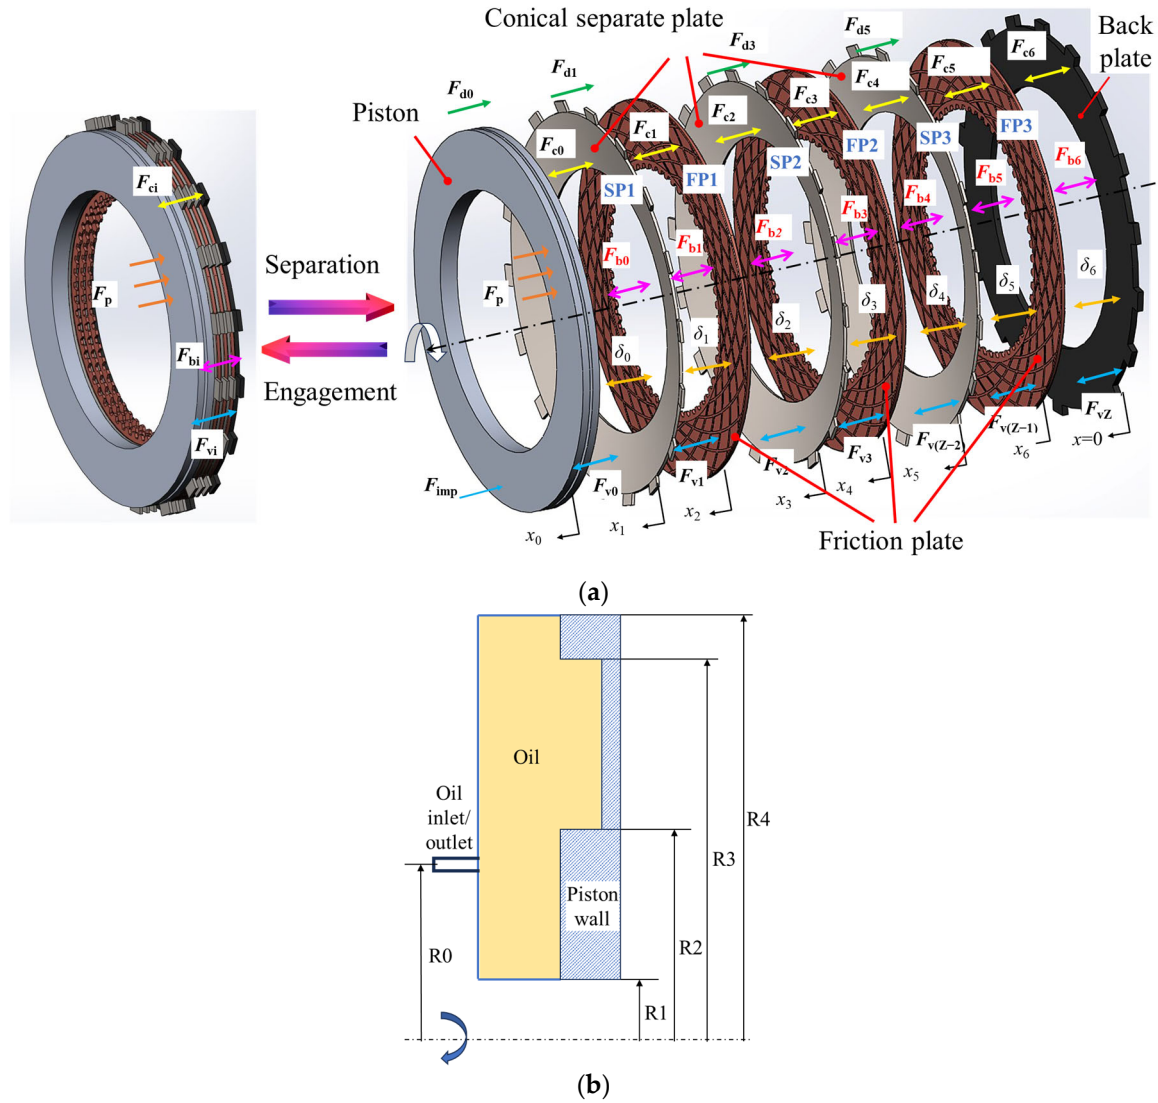 Conical separate plate
Back
plate
Piston
F_d0
F_d1
F_d3
F_d5
F_c0
F_c1
F_c2
F_c3
F_c4
F_c5
F_c6
SP1
FP1
SP2
FP2
SP3
FP3
F_b0
F_b1
F_b2
F_b3
F_b4
F_b5
F_b6
F_p
δ_0
δ_1
δ_2
δ_3
δ_4
δ_5
δ_6
F_imp
F_v0
F_v1
F_v2
F_v3
F_v(Z−2
F_v(Z−1)
F_vZ
x_0
x_1
x_2
x_3
x_4
x_5
x_6
x=0
Friction plate
F_ci
F_p
F_bi
F_vi
Separation
Engagement
(a)
Oil
Oil
inlet/
outlet
Piston
wall
R0
R1
R2
R3
R4
(b)